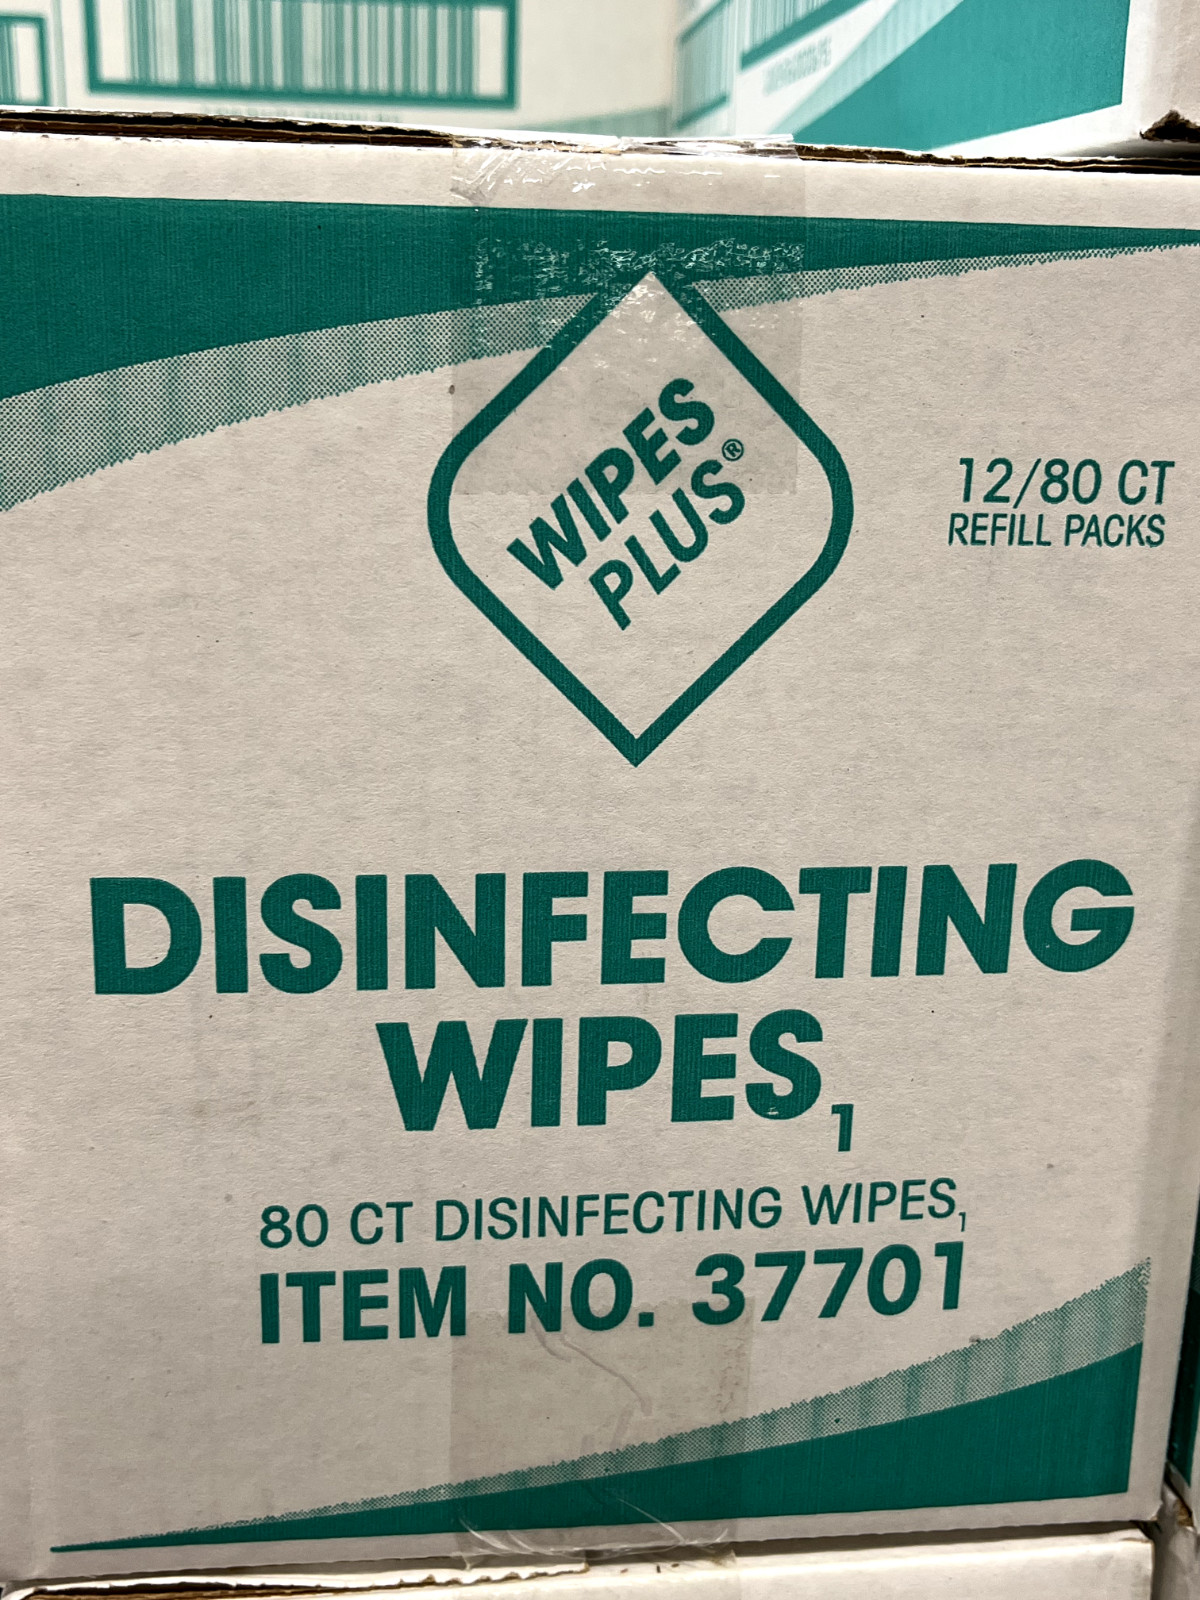 WIPES
PLUS®
12/80 CT
REFILL PACKS
DISINFECTING
WIPES₁
80 CT DISINFECTING WIPES₁
ITEM NO. 37701